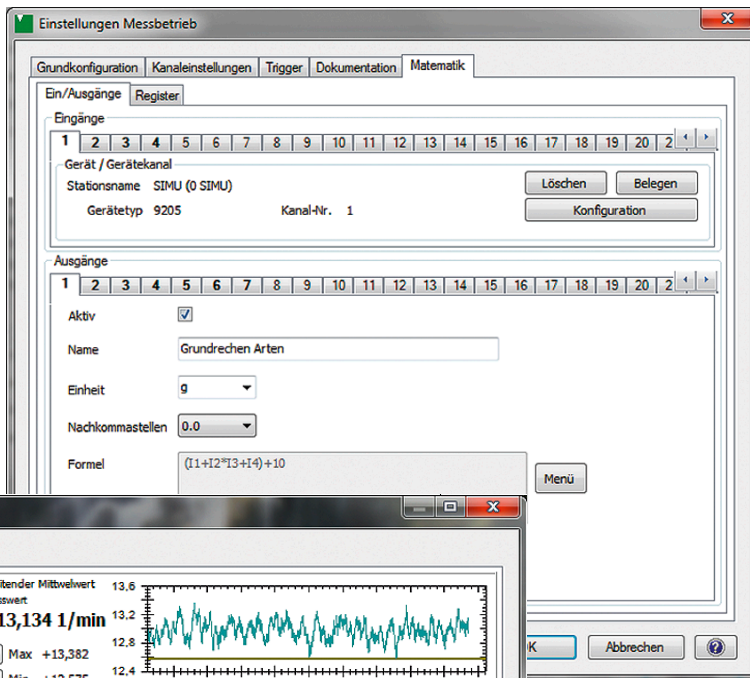 Einstellungen Messbetrieb
Grundkonfiguration Kanaleinstellungen Trigger Dokumentation Matematik
Ein/Ausgänge Register
Eingänge
1 2 3 4 5 6 7 8 9 10 11 12 13 14 15 16 17 18 19 20 2
Gerät / Gerätekanal
Stationsname SIMU (0 SIMU) Löschen Belegen
Gerätetyp 9205 Kanal-Nr. 1 Konfiguration
Ausgänge
1 2 3 4 5 6 7 8 9 10 11 12 13 14 15 16 17 18 19 20 2
Aktiv
Name Grundrechen Arten
Einheit g
Nachkommastellen 0.0
Formel (I1+I2*I3+I4)+10 Menü
itender Mittwelwert
sswert
13,134 1/min
Max +13,382
13,6
13,2
12,8
12,4
K Abbrechen ?